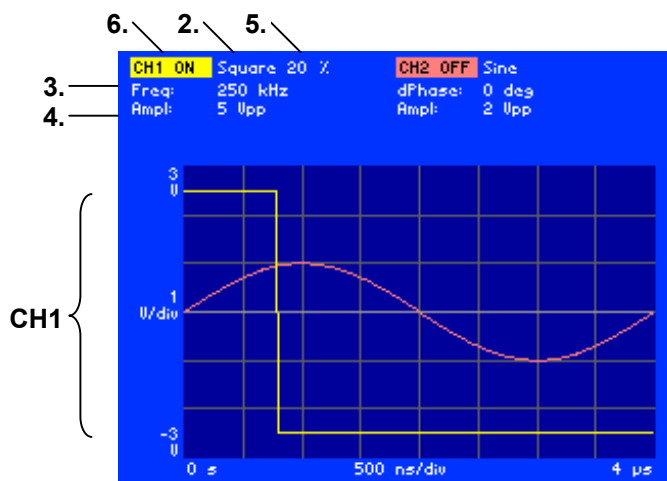 6. 2. 5.
CH1 ON Square 20 % CH2 OFF Sine
3. Freq: 250 kHz dPhase: 0 deg
4. Ampl: 5 Vpp Ampl: 2 Vpp
3
V
CH1
1
V/div
-3
V
0 s 500 ns/div 4 µs